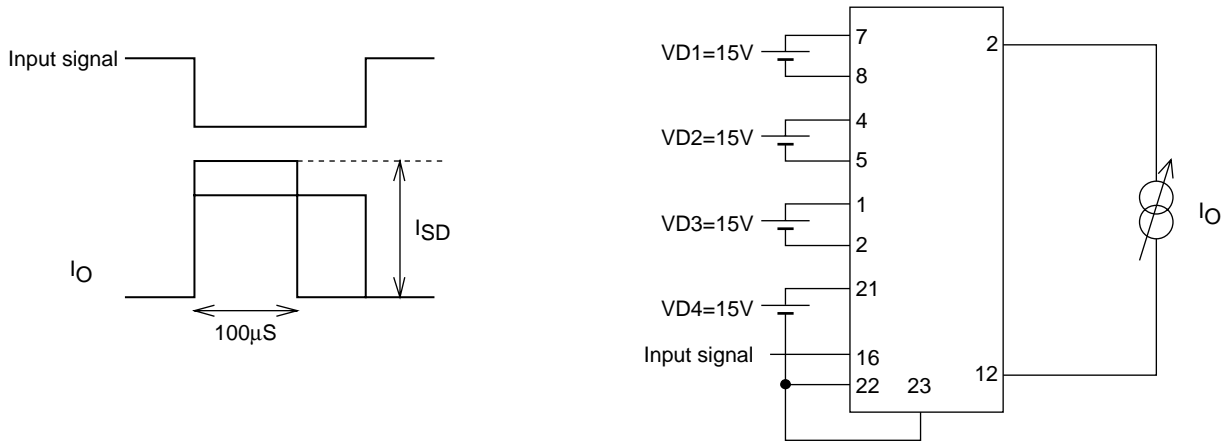 Input signal
I_O
I_SD
100µS
VD1=15V
VD2=15V
VD3=15V
VD4=15V
Input signal
7
8
4
5
1
2
21
16
22
23
2
12
I_O